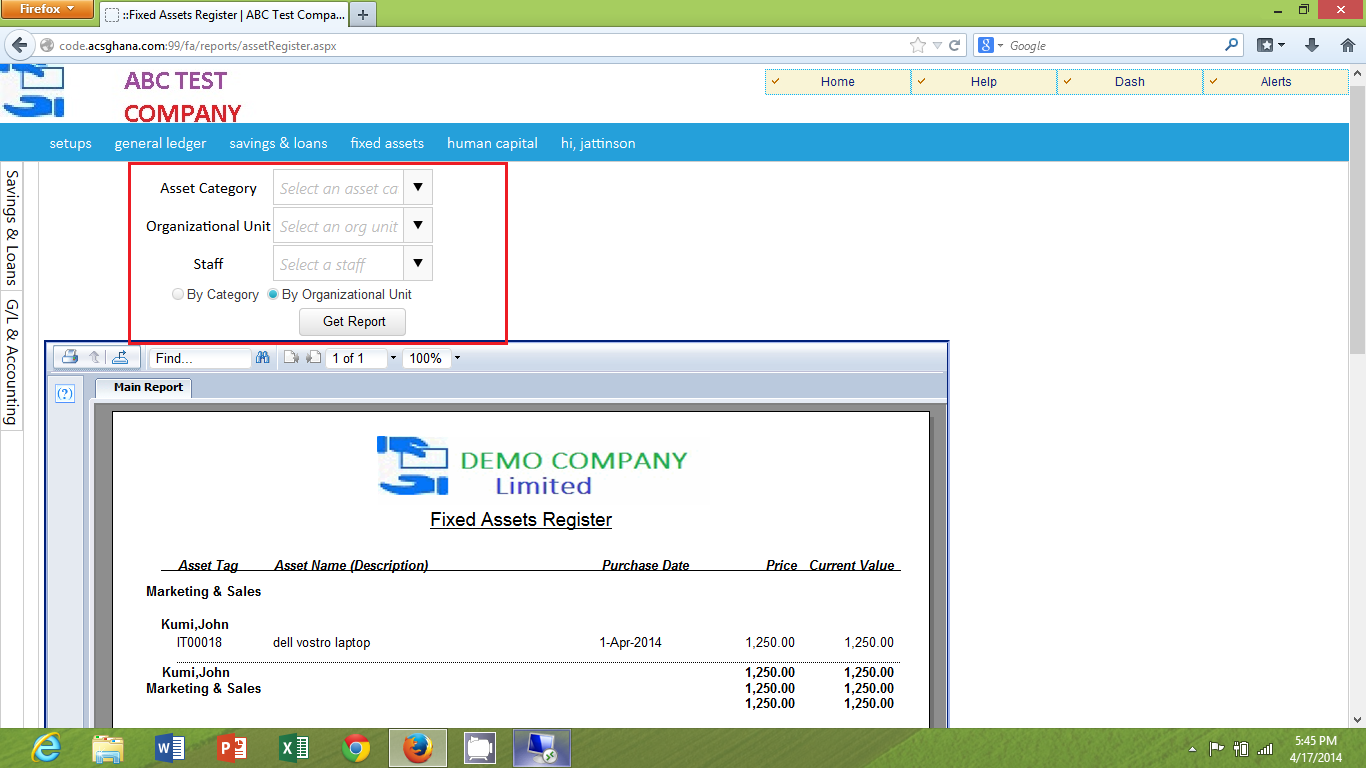 Firefox
::Fixed Assets Register | ABC Test Compa...
code.acsghana.com:99/fa/reports/assetRegister.aspx
Google
ABC TEST
COMPANY
Home
Help
Dash
Alerts
setups
general ledger
savings & loans
fixed assets
human capital
hi, jattinson
Savings & Loans
G/L & Accounting
Asset Category
Select an asset ca
Organizational Unit
Select an org unit
Staff
Select a staff
By Category
By Organizational Unit
Get Report
Find...
1 of 1
100%
(?)
Main Report
DEMO COMPANY
Limited
Fixed Assets Register
Asset Tag Asset Name (Description) Purchase Date Price Current Value
Marketing & Sales
Kumi,John
IT00018 dell vostro laptop 1-Apr-2014 1,250.00 1,250.00
Kumi,John 1,250.00 1,250.00
Marketing & Sales 1,250.00 1,250.00
1,250.00 1,250.00
5:45 PM
4/17/2014